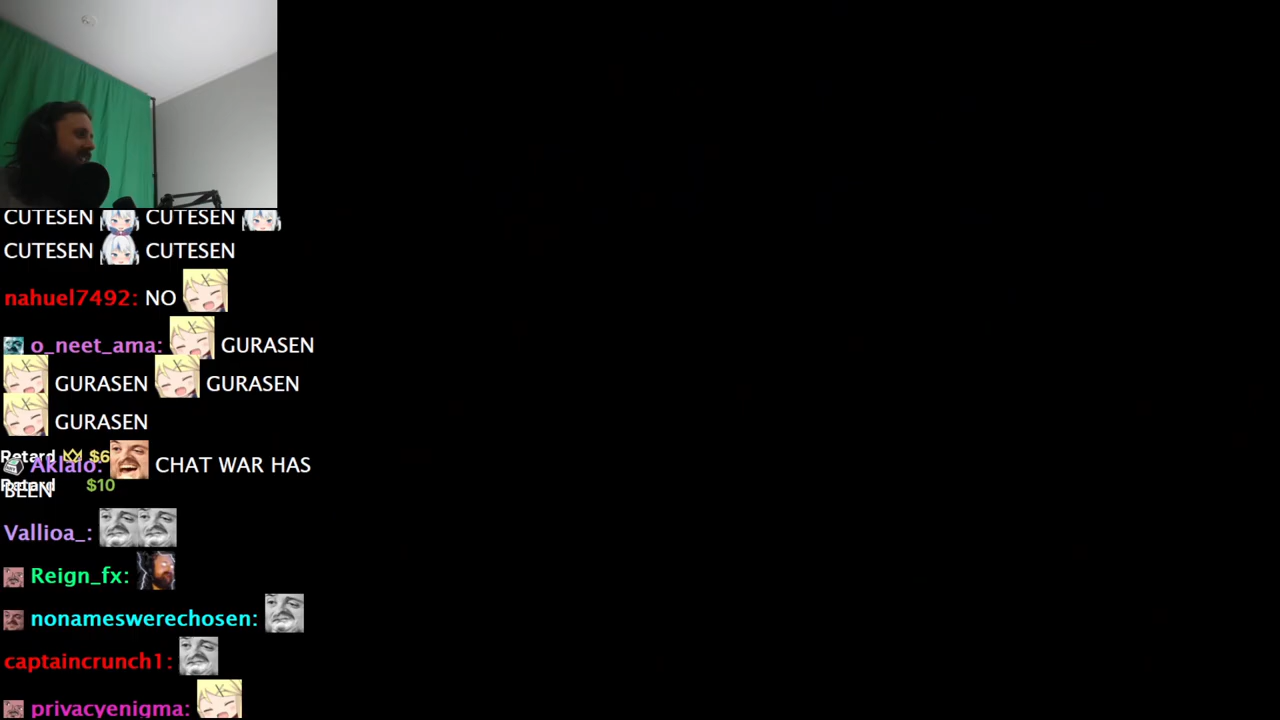 CUTESEN CUTESEN
CUTESEN CUTESEN
nahuel7492: NO
o_neet_ama: GURASEN
GURASEN GURASEN
GURASEN
Retard $6
Aklaio: CHAT WAR HAS
BEEN
Retard $10
Vallioa_:
Reign_fx:
nonameswerechosen:
captaincrunch1:
privacyenigma: